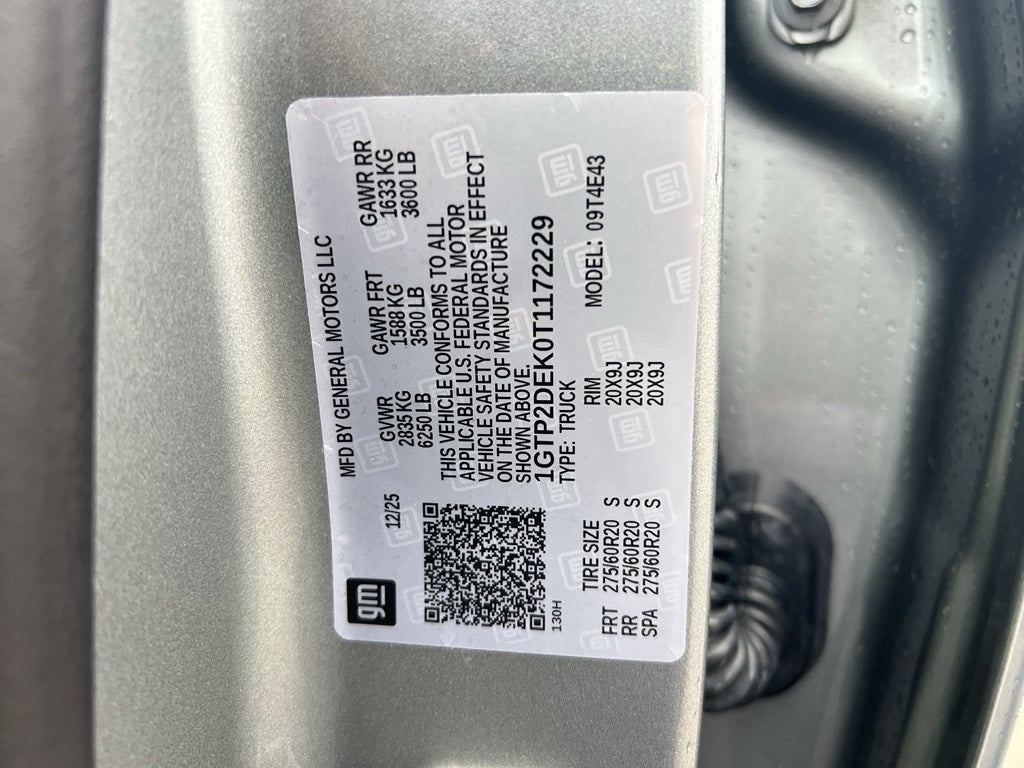 gm
12/25
MFD BY GENERAL MOTORS LLC
GVWR GAWR FRT GAWR RR
2835 KG 1588 KG 1633 KG
6250 LB 3500 LB 3600 LB
THIS VEHICLE CONFORMS TO ALL
APPLICABLE U.S. FEDERAL MOTOR
VEHICLE SAFETY STANDARDS IN EFFECT
ON THE DATE OF MANUFACTURE
SHOWN ABOVE.
1GTP2DEK0T1172229
TYPE: TRUCK
130H
MODEL: 09T4E43
TIRE SIZE RIM
FRT 275/60R20 S 20X9J
RR 275/60R20 S 20X9J
SPA 275/60R20 S 20X9J